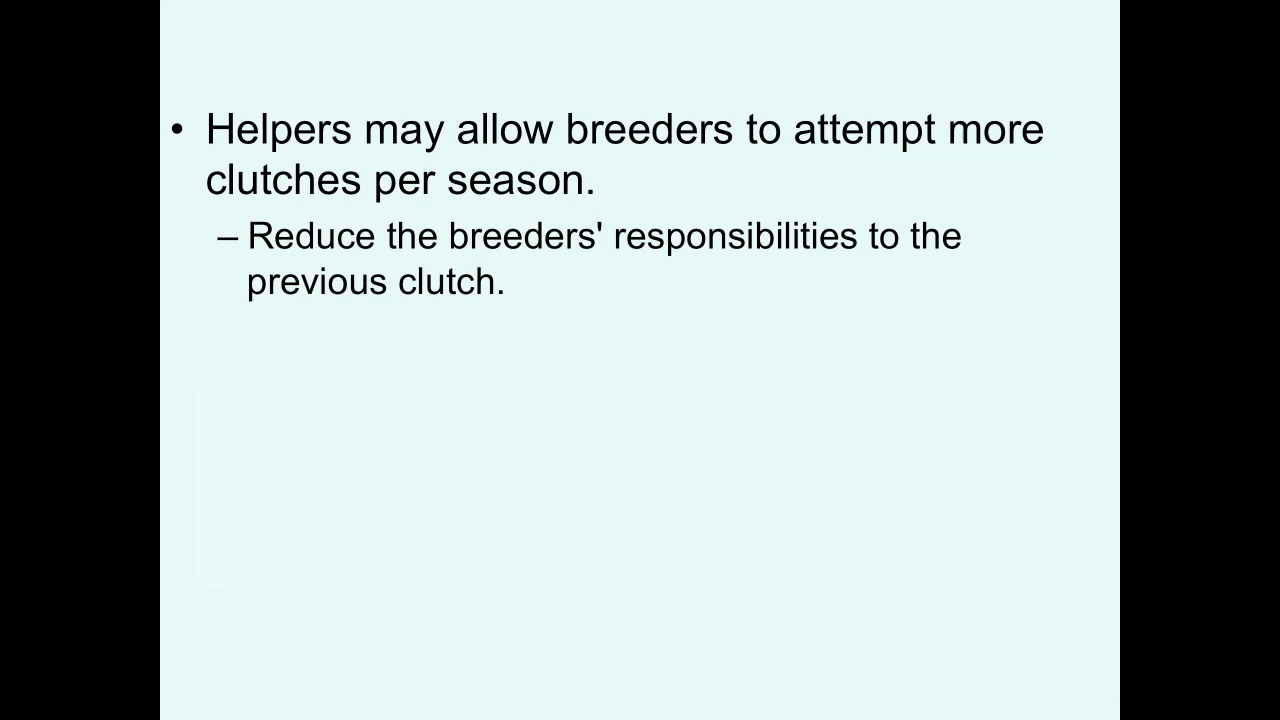 • Helpers may allow breeders to attempt more
clutches per season.
– Reduce the breeders' responsibilities to the
previous clutch.